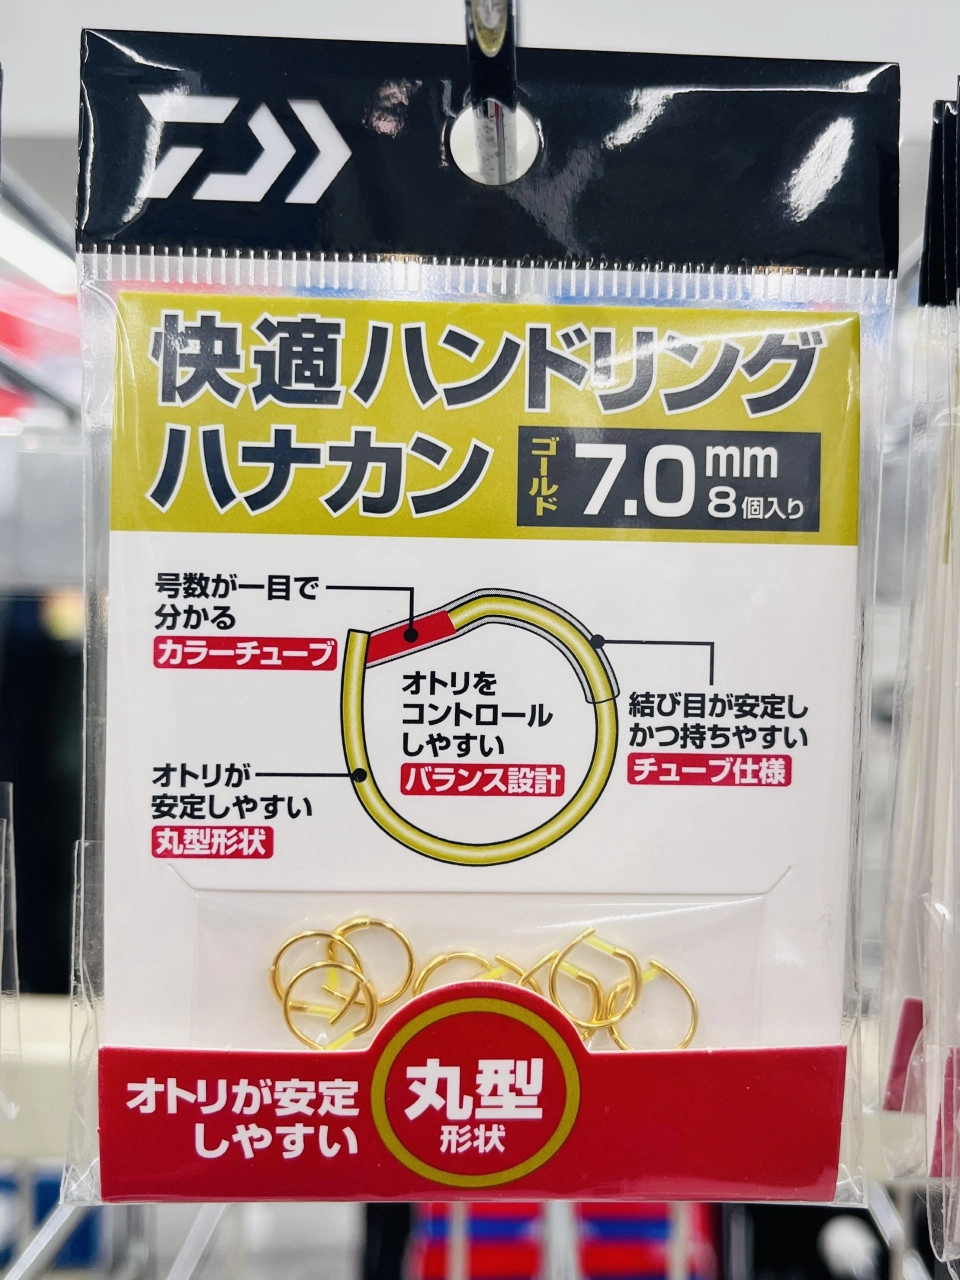 快適ハンドリング
ハナカン
ゴールド
7.0mm
8個入り
号数が一目で
分かる
カラーチューブ
オトリを
コントロール
しやすい
バランス設計
結び目が安定し
かつ持ちやすい
チューブ仕様
オトリが
安定しやすい
丸型形状
オトリが安定
しやすい
丸型
形状